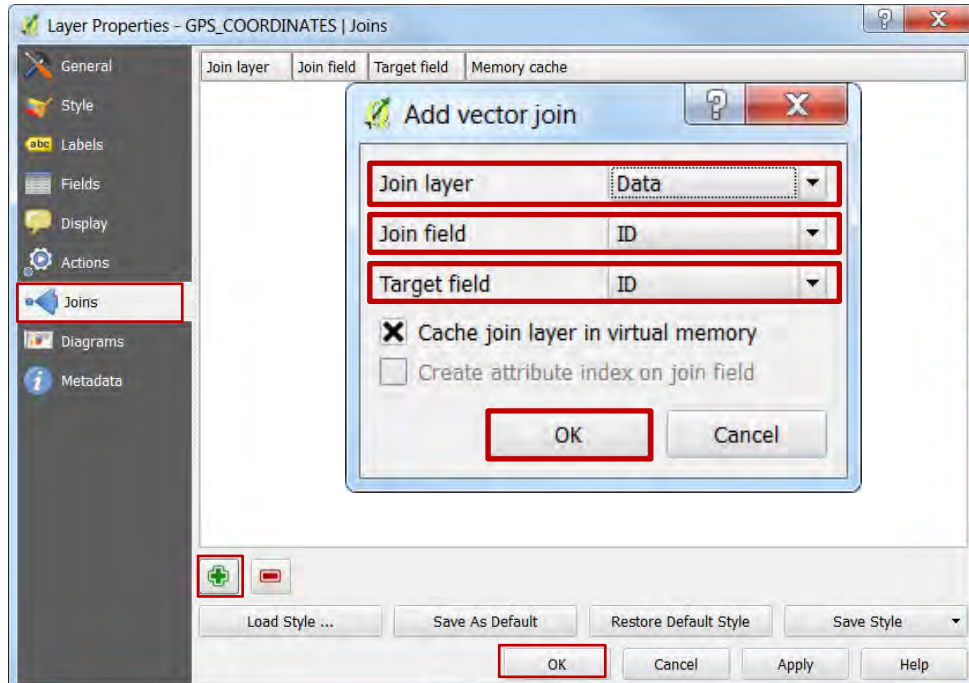 Layer Properties - GPS_COORDINATES | Joins
General
Style
abc Labels
Fields
Display
Actions
Joins
Diagrams
Metadata
Join layer Join field Target field Memory cache
Add vector join
Join layer Data
Join field ID
Target field ID
Cache join layer in virtual memory
Create attribute index on join field
OK Cancel
Load Style ... Save As Default Restore Default Style Save Style
OK Cancel Apply Help